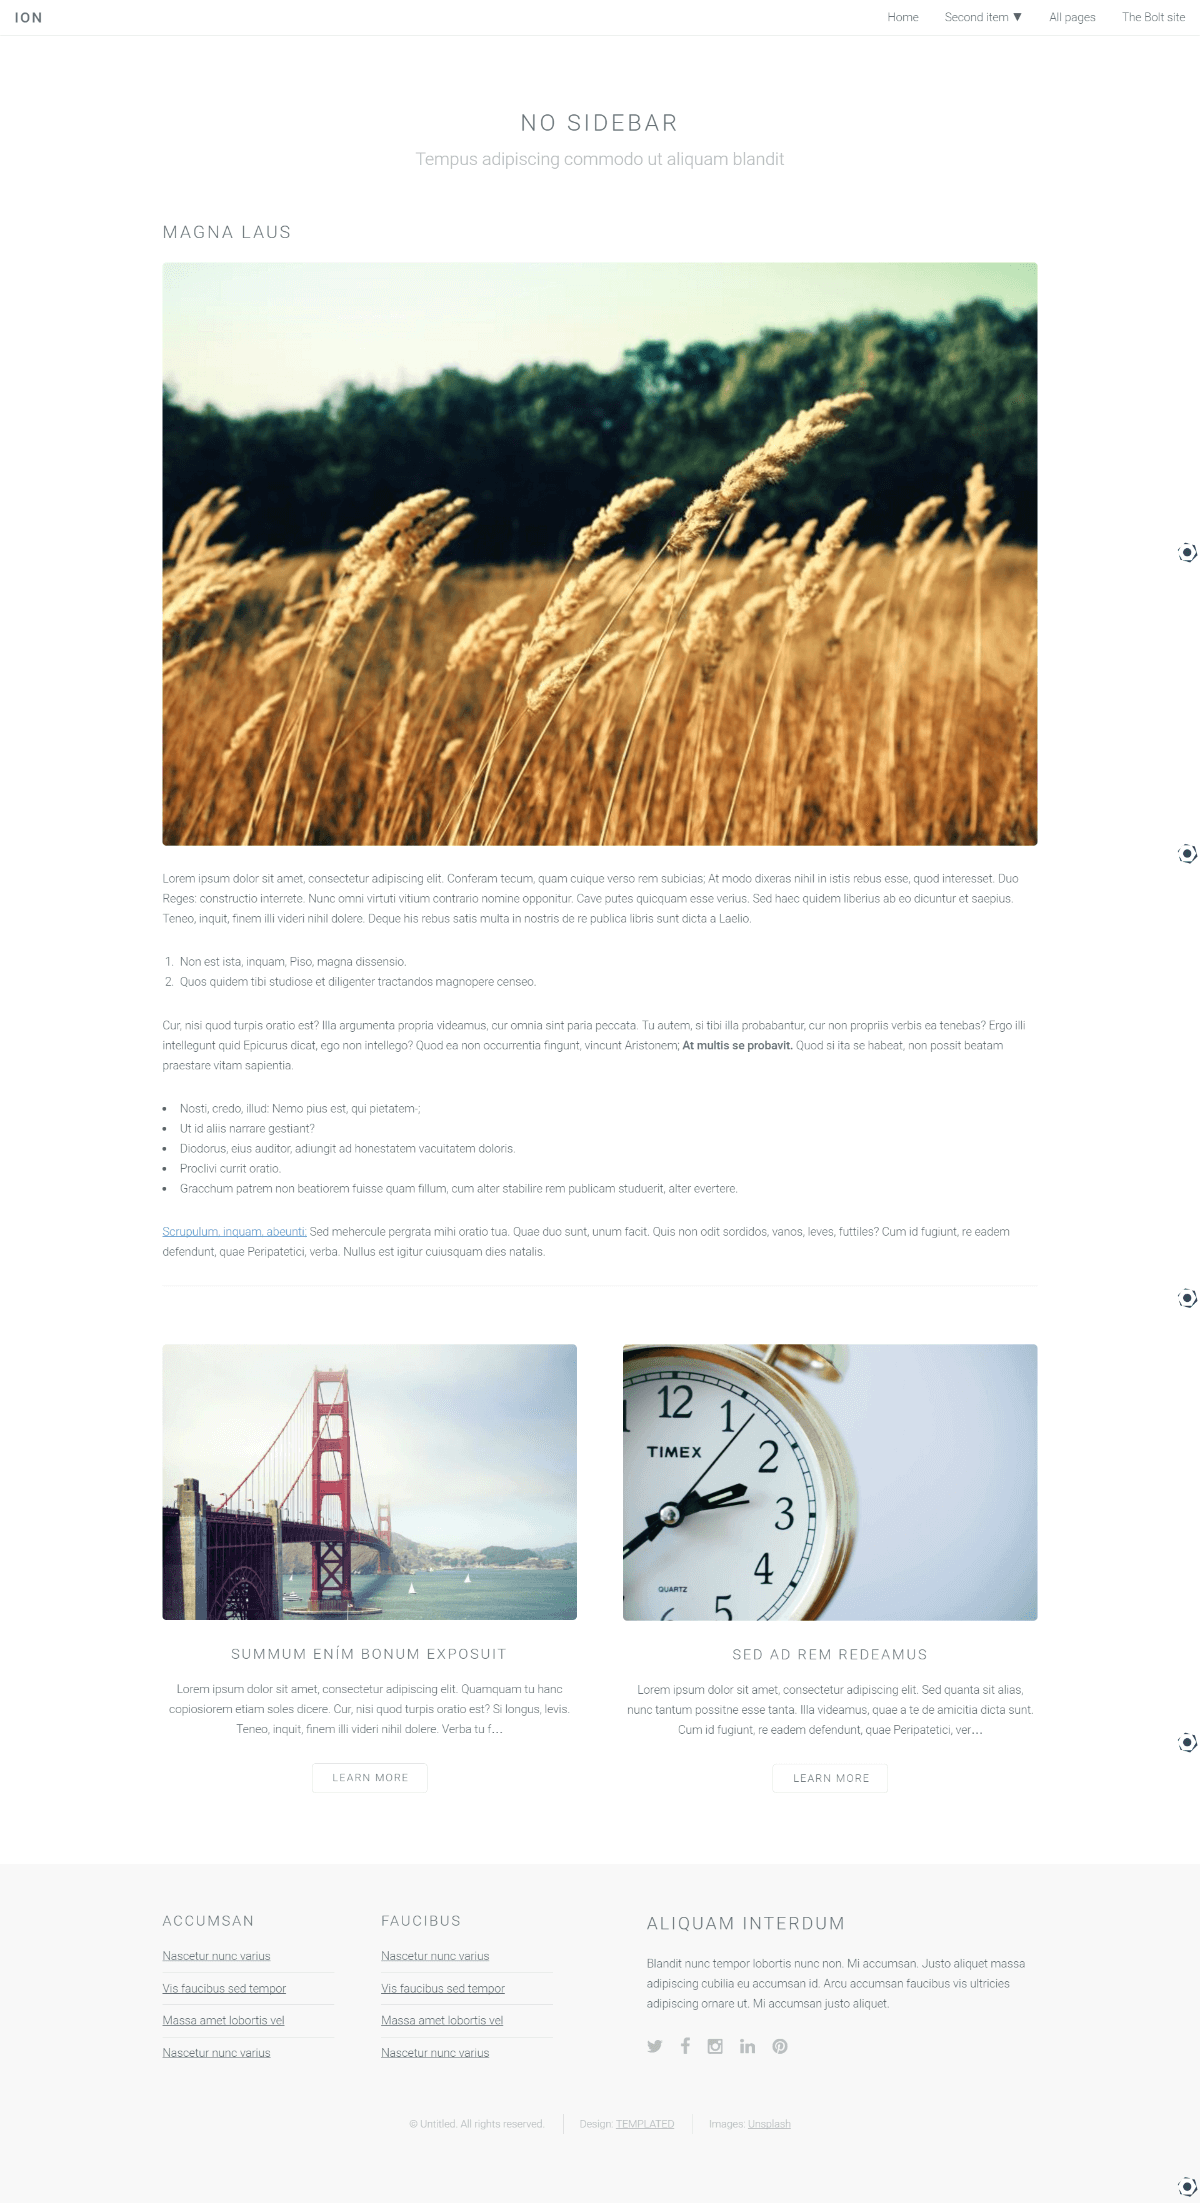 ION
Home Second item ▼ All pages The Bolt site
NO SIDEBAR
Tempus adipiscing commodo ut aliquam blandit
MAGNA LAUS
Lorem ipsum dolor sit amet, consectetur adipiscing elit. Conferam tecum, quam cuique verso rem subicias; At modo dixeras nihil in istis rebus esse, quod interesset. Duo
Reges: constructio interrete. Nunc omni virtuti vitium contrario nomine opponitur. Cave putes quicquam esse verius. Sed haec quidem liberius ab eo dicuntur et saepius.
Teneo, inquit, finem illi videri nihil dolere. Deque his rebus satis multa in nostris de re publica libris sunt dicta a Laelio.
1. Non est ista, inquam, Piso, magna dissensio.
2. Quos quidem tibi studiose et diligenter tractandos magnopere censeo.
Cur, nisi quod turpis oratio est? Illa argumenta propria videamus, cur omnia sint paria peccata. Tu autem, si tibi illa probabantur, cur non propriis verbis ea tenebas? Ergo illi
intellegunt quid Epicurus dicat, ego non intellego? Quod ea non occurrentia fingunt, vincunt Aristonem; At multis se probavit. Quod si ita se habeat, non possit beatam
praestare vitam sapientia.
• Nosti, credo, illud: Nemo pius est, qui pietatem-;
• Ut id aliis narrare gestiant?
• Diodorus, eius auditor, adiungit ad honestatem vacuitatem doloris.
• Proclivi currit oratio.
• Gracchum patrem non beatiorem fuisse quam fillum, cum alter stabilire rem publicam studuerit, alter evertere.
Scrupulum, inquam, abeunti; Sed mehercule pergrata mihi oratio tua. Quae duo sunt, unum facit. Quis non odit sordidos, vanos, leves, futtiles? Cum id fugiunt, re eadem
defendunt, quae Peripatetici, verba. Nullus est igitur cuiusquam dies natalis.
1 12
TIMEX
2
3
4
QUARTZ
5
6
SUMMUM ENÍM BONUM EXPOSUIT
Lorem ipsum dolor sit amet, consectetur adipiscing elit. Quamquam tu hanc
copiosiorem etiam soles dicere. Cur, nisi quod turpis oratio est? Si longus, levis.
Teneo, inquit, finem illi videri nihil dolere. Verba tu f…
LEARN MORE
SED AD REM REDEAMUS
Lorem ipsum dolor sit amet, consectetur adipiscing elit. Sed quanta sit alias,
nunc tantum possitne esse tanta. Illa videamus, quae a te de amicitia dicta sunt.
Cum id fugiunt, re eadem defendunt, quae Peripatetici, ver…
LEARN MORE
ACCUMSAN
Nascetur nunc varius
Vis faucibus sed tempor
Massa amet lobortis vel
Nascetur nunc varius
FAUCIBUS
Nascetur nunc varius
Vis faucibus sed tempor
Massa amet lobortis vel
Nascetur nunc varius
ALIQUAM INTERDUM
Blandit nunc tempor lobortis nunc non. Mi accumsan. Justo aliquet massa
adipiscing cubilia eu accumsan id. Arcu accumsan faucibus vis ultricies
adipiscing ornare ut. Mi accumsan justo aliquet.
© Untitled. All rights reserved. Design: TEMPLATED Images: Unsplash